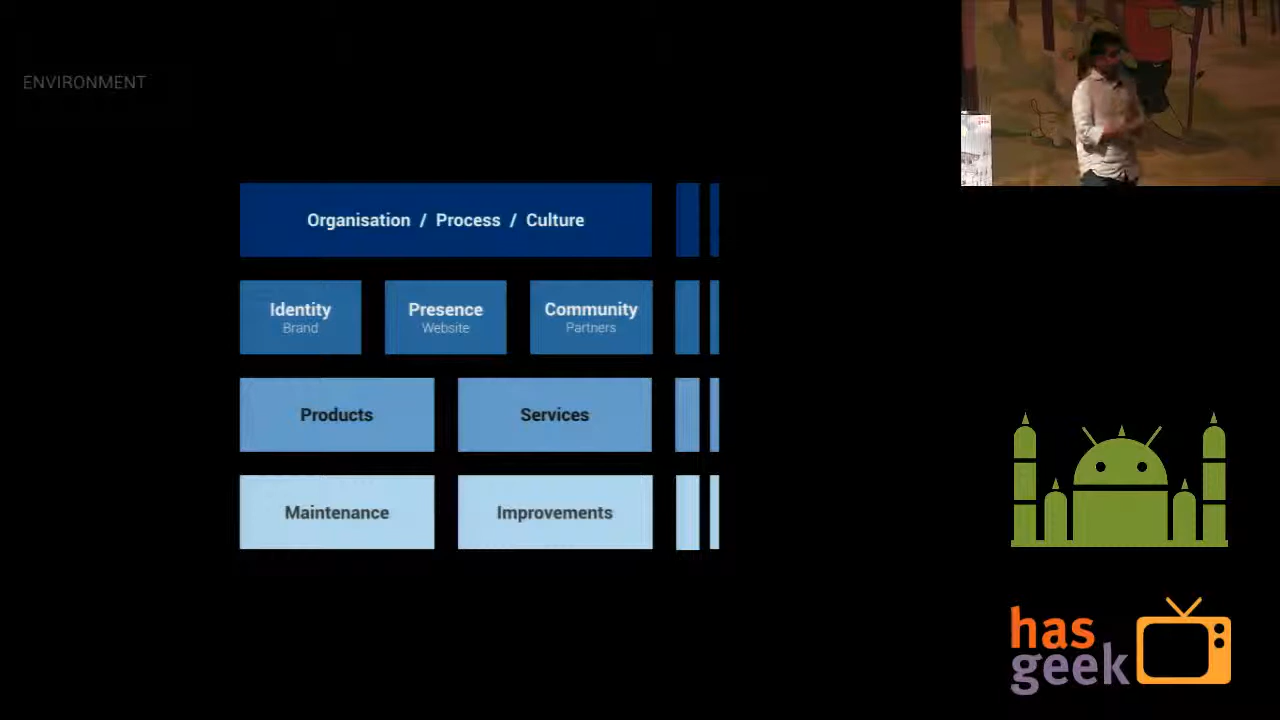 ENVIRONMENT
Organisation / Process / Culture
Identity
Brand
Presence
Website
Community
Partners
Products
Services
Maintenance
Improvements
has
geek